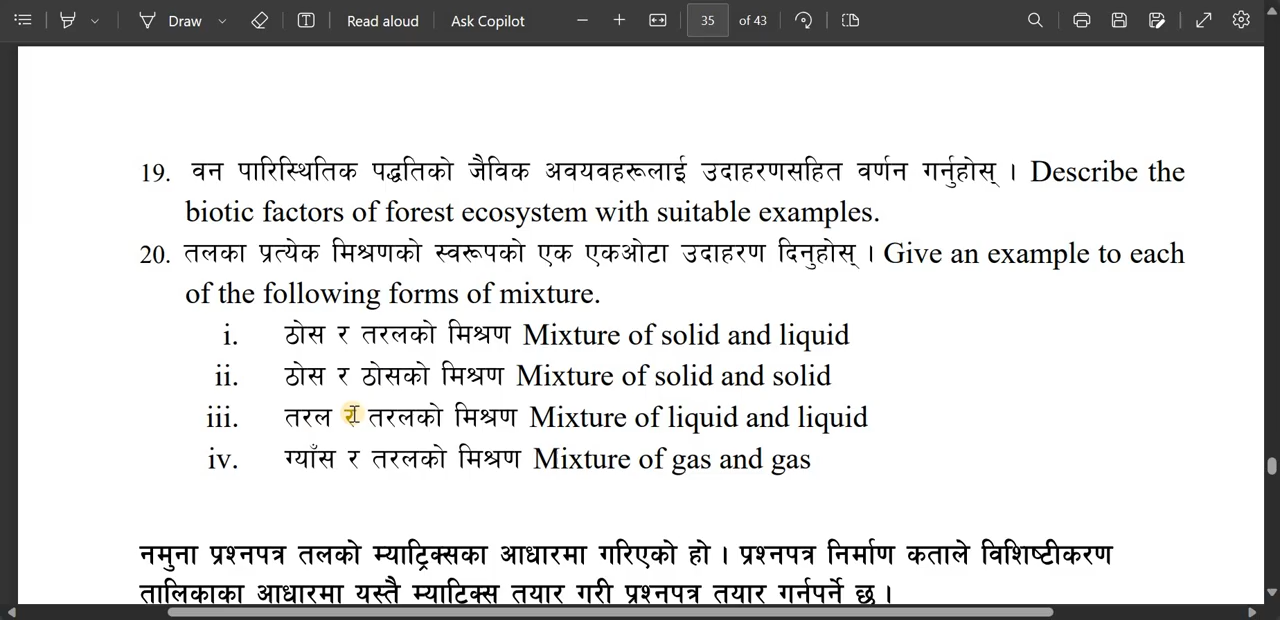 Draw
Read aloud
Ask Copilot
35 of 43
19. वन पारिस्थितिक पद्धतिको जैविक अवयवहरूलाई उदाहरणसहित वर्णन गर्नुहोस् । Describe the
biotic factors of forest ecosystem with suitable examples.
20. तलका प्रत्येक मिश्रणको स्वरूपको एक एकओटा उदाहरण दिनुहोस् । Give an example to each
of the following forms of mixture.
i. ठोस र तरलको मिश्रण Mixture of solid and liquid
ii. ठोस र ठोसको मिश्रण Mixture of solid and solid
iii. तरल र तरलको मिश्रण Mixture of liquid and liquid
iv. ग्याँस र तरलको मिश्रण Mixture of gas and gas
नमुना प्रश्नपत्र तलको म्याट्रिक्सका आधारमा गरिएको हो । प्रश्नपत्र निर्माण कताले विशिष्टीकरण
तालिकाका आधारमा यस्तै म्याटिक्स तयार गरी प्रश्नपत्र तयार गर्नपर्ने छ ।